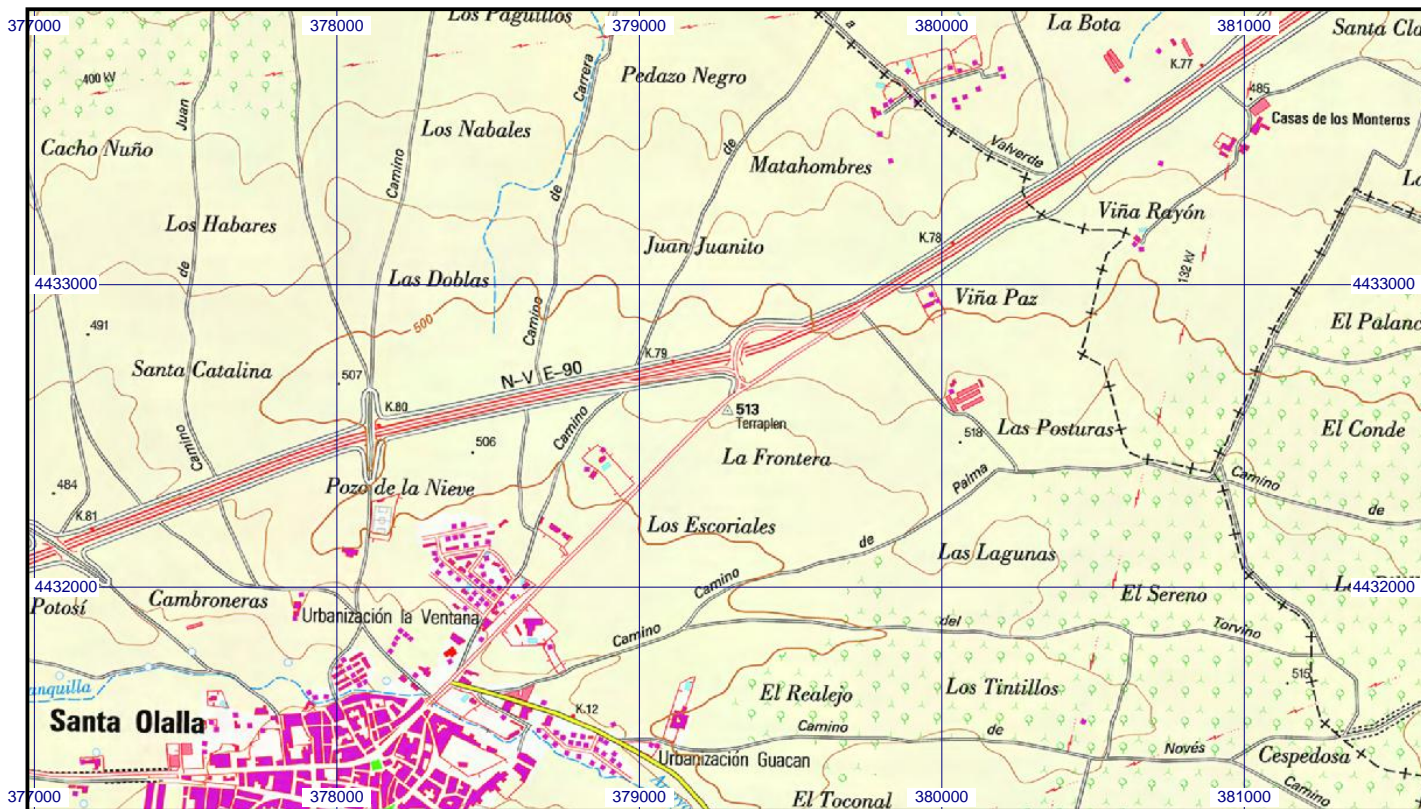 377000
378000
379000
380000
381000
Los Paguillos
a
La Bota
Santa Cla
400 kV
Juan
Carrera
Pedazo Negro
K.77
485
Los Nabales
Casas de los Monteros
Cacho Nuño
Camino
de
Matahombres
Valverde
de
Los Habares
Viña Rayón
Juan Juanito
K.78
de
Las Doblas
132 kV
4433000
4433000
Viña Paz
500
Camino
491
El Palanc
K.79
Santa Catalina
507
N-V E-90
K.80
513
Terraplen
506
Camino
518
Las Posturas
El Conde
Camino
La Frontera
Palma
Camino
484
Pozo de la Nieve
de
K.81
Los Escoriales
de
Las Lagunas
4432000
4432000
Camino
Potosí
Cambroneras
El Sereno
Urbanización la Ventana
Camino
del
Torvino
515
anquilla
El Realejo
Los Tintillos
Santa Olalla
K.12
Camino
de
Novés
Urbanización Guacan
Cespedosa
Arroyo
Camino
El Toconal
377000
378000
379000
380000
381000